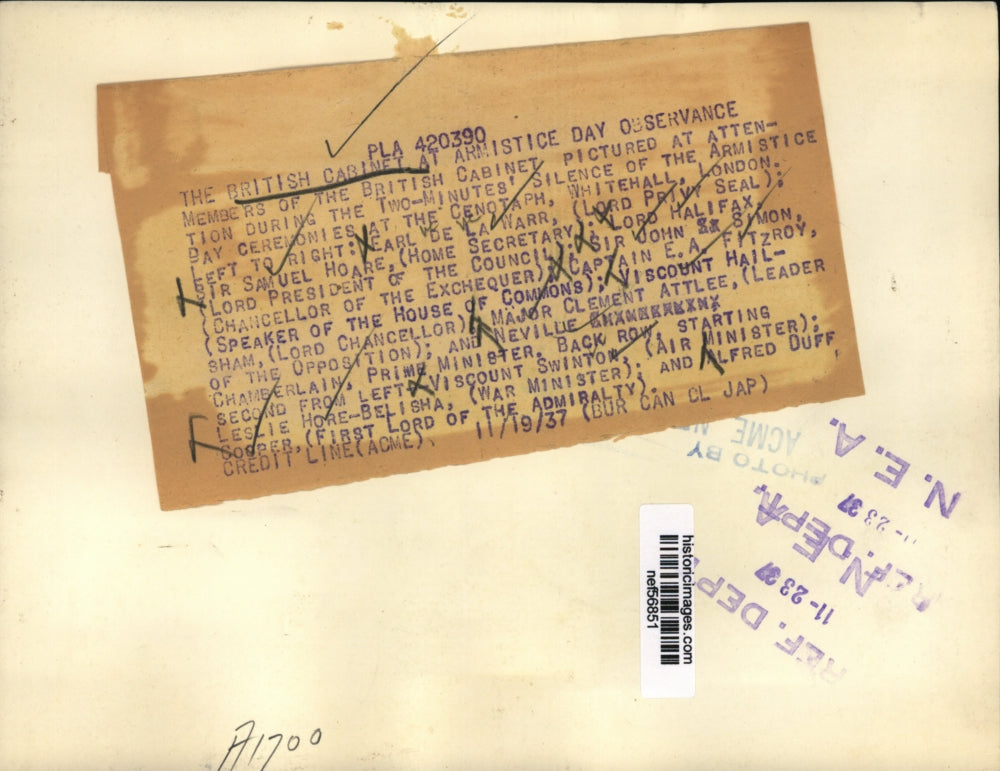 PLA 420390
THE BRITISH CABINET AT ARMISTICE DAY OBSERVANCE
MEMBERS OF THE BRITISH CABINET PICTURED AT ATTEN-
TION DURING THE TWO-MINUTES' SILENCE OF THE ARMISTICE
DAY CEREMONIES AT THE CENOTAPH, WHITEHALL, LONDON.
LEFT TO RIGHT: EARL DE LA WARR, (LORD PRIVY SEAL);
SIR SAMUEL HOARE, (HOME SECRETARY); LORD HALIFAX,
(LORD PRESIDENT OF THE COUNCIL); SIR JOHN SIMON,
(CHANCELLOR OF THE EXCHEQUER); CAPTAIN E.A. FITZROY,
(SPEAKER OF THE HOUSE OF COMMONS); VISCOUNT HAIL-
SHAM, (LORD CHANCELLOR); MAJOR CLEMENT ATTLEE, (LEADER
OF THE OPPOSITION); AND NEVILLE
CHAMBERLAIN, PRIME MINISTER. BACK ROW, STARTING
SECOND FROM LEFT: VISCOUNT SWINTON, (AIR MINISTER);
LESLIE HORE-BELISHA, (WAR MINISTER); AND ALFRED DUFF
COOPER, (FIRST LORD OF THE ADMIRALTY).
CREDIT LINE (ACME) 11/19/37 (BUR CAN CL JAP)
PHOTO BY
ACME
N. E. A.
11-23 37
REF. DEPT.
N. E. A.
11-23 37
REF. DEPT
historicimages.com
nef56851
A1700